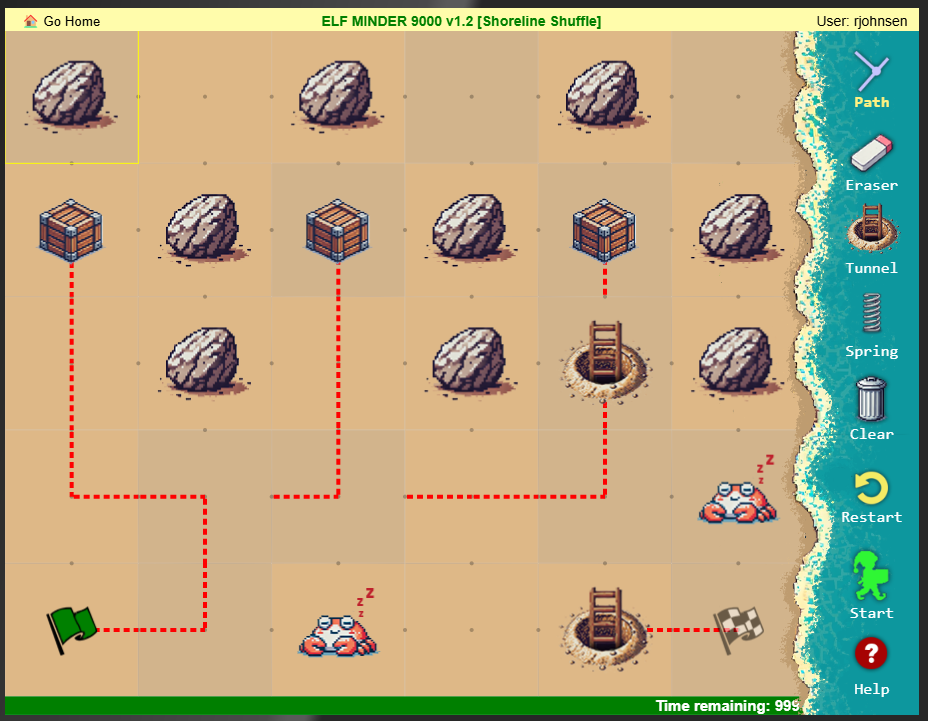 Go Home
ELF MINDER 9000 v1.2 [Shoreline Shuffle]
User: rjohnsen
Path
Eraser
Tunnel
Spring
Clear
z
z
z
Restart
z
z
z
Start
Help
Time remaining: 999